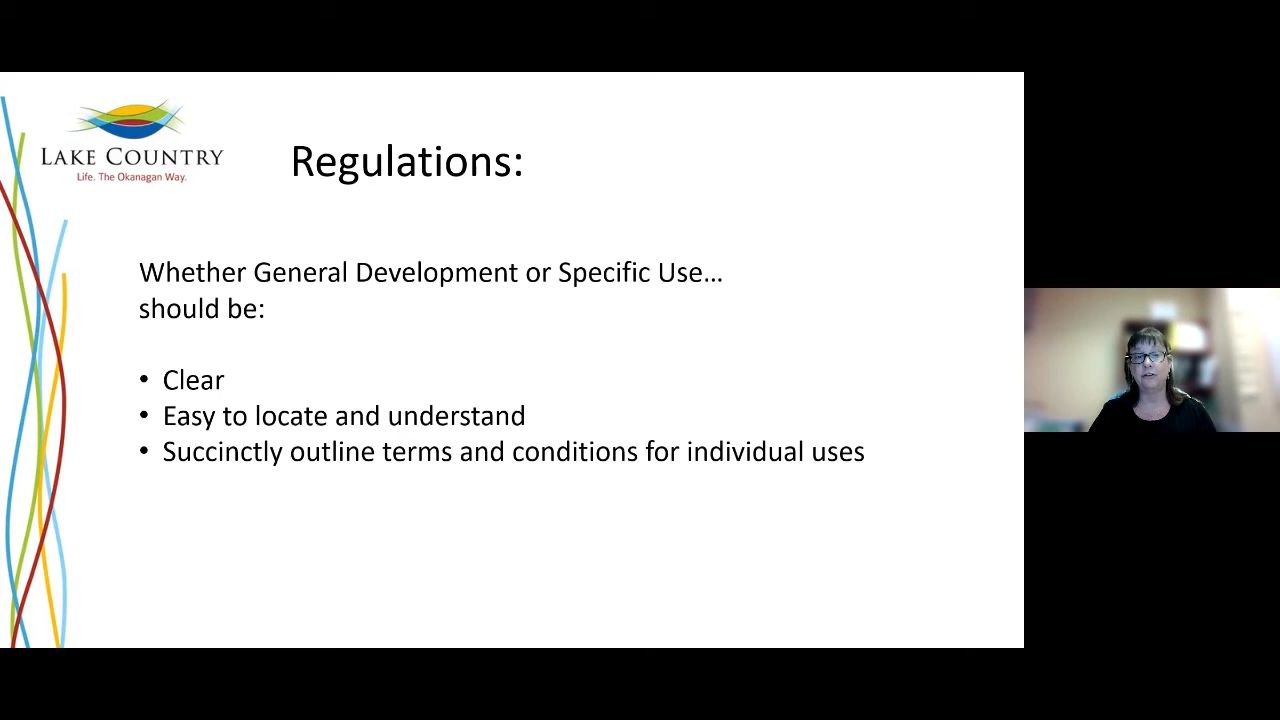 LAKE COUNTRY
Life. The Okanagan Way.
Regulations:
Whether General Development or Specific Use…
should be:
• Clear
• Easy to locate and understand
• Succinctly outline terms and conditions for individual uses